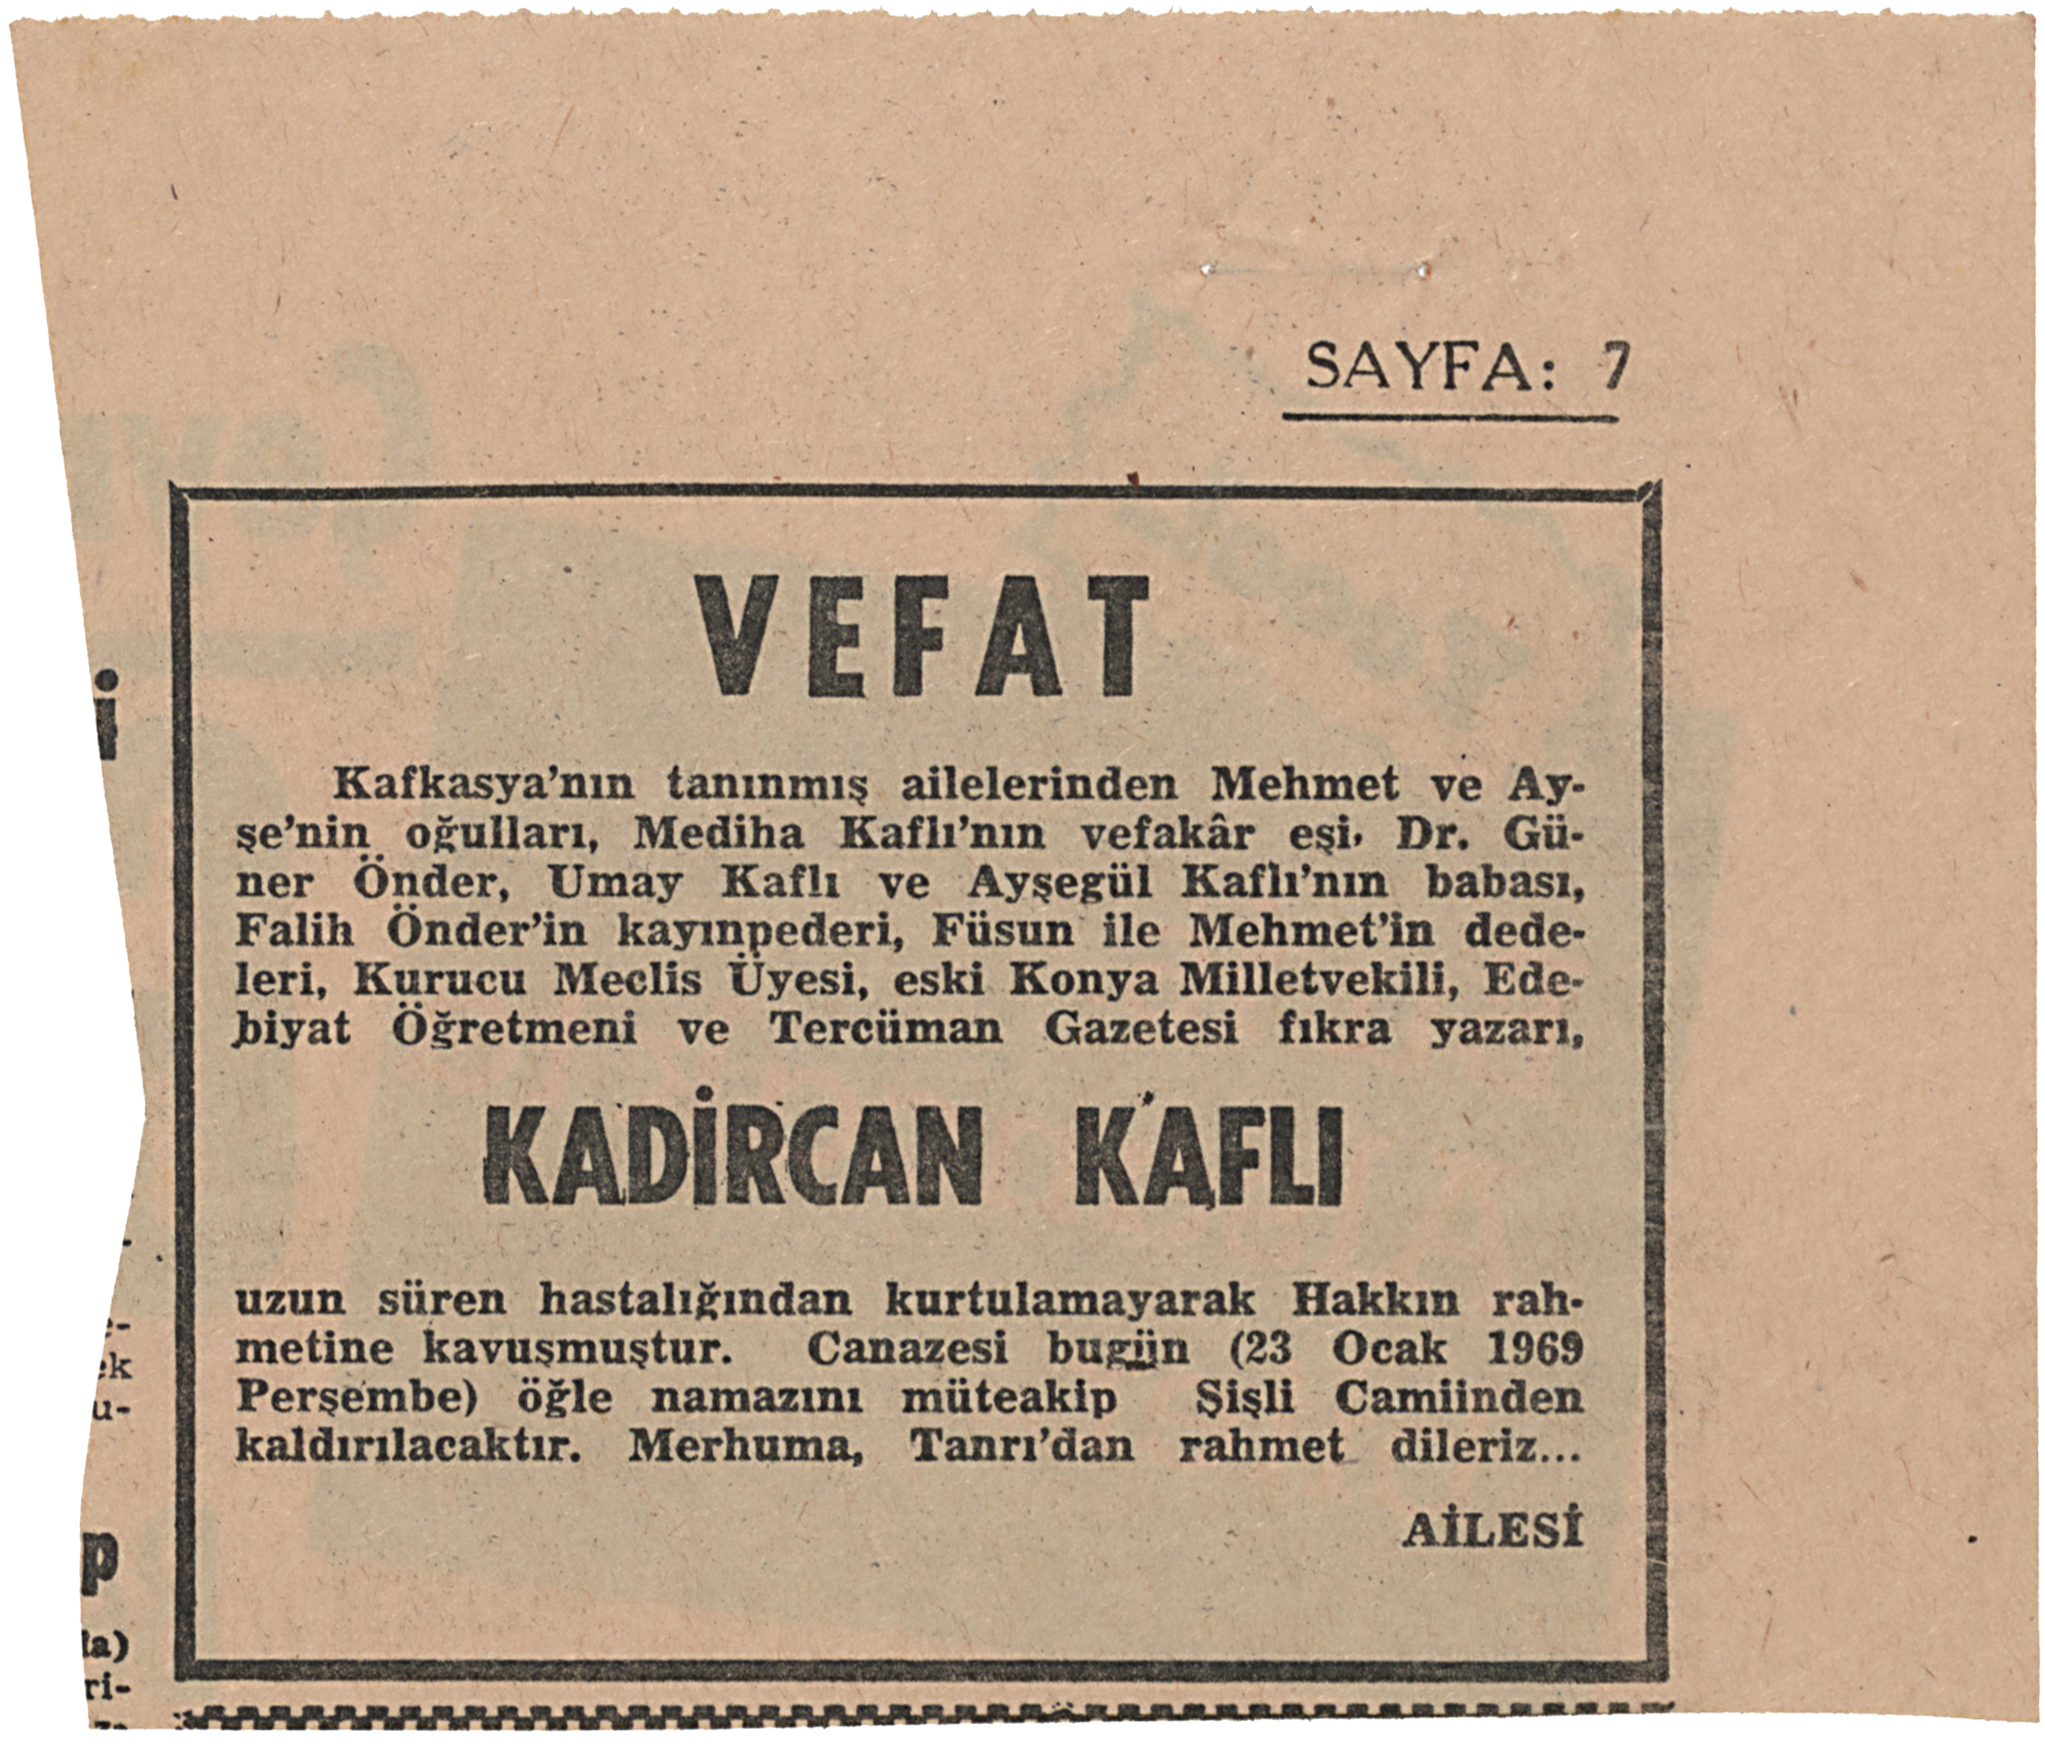 SAYFA: 7
VEFAT
Kafkasya'nın tanınmış ailelerinden Mehmet ve Ay-
şe'nin oğulları, Mediha Kaflı'nın vefakâr eşi, Dr. Gü-
ner Önder, Umay Kaflı ve Ayşegül Kaflı'nın babası,
Falih Önder'in kayınpederi, Füsun ile Mehmet'in dede-
leri, Kurucu Meclis Üyesi, eski Konya Milletvekili, Ede-
biyat Öğretmeni ve Tercüman Gazetesi fıkra yazarı,
KADİRCAN KAFLI
uzun süren hastalığından kurtulamayarak Hakkın rah-
metine kavuşmuştur. Canazesi bugün (23 Ocak 1969
Perşembe) öğle namazını müteakip Şişli Camiinden
kaldırılacaktır. Merhuma, Tanrı'dan rahmet dileriz...
AİLESİ